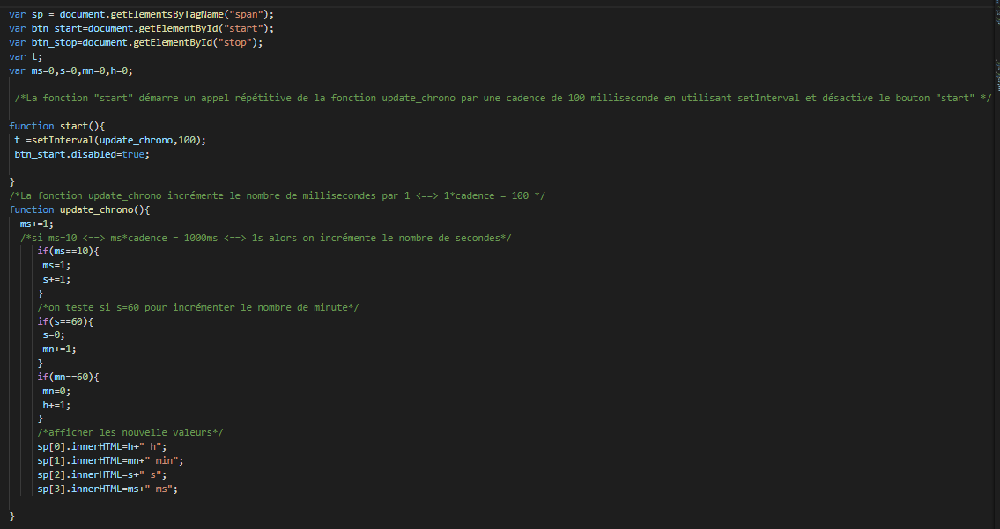 var sp = document.getElementsByTagName("span");
var btn_start=document.getElementById("start");
var btn_stop=document.getElementById("stop");
var t;
var ms=0,s=0,mn=0,h=0;
/*La fonction "start" démarre un appel répétitive de la fonction update_chrono par une cadence de 100 milliseconde en utilisant setInterval et désactive le bouton "start" */
function start(){
t =setInterval(update_chrono,100);
btn_start.disabled=true;
}
/*La fonction update_chrono incrémente le nombre de millisecondes par 1 <==> 1*cadence = 100 */
function update_chrono(){
ms+=1;
/*si ms=10 <==> ms*cadence = 1000ms <==> 1s alors on incrémente le nombre de secondes*/
if(ms==10){
ms=1;
s+=1;
}
/*on teste si s=60 pour incrémenter le nombre de minute*/
if(s==60){
s=0;
mn+=1;
}
if(mn==60){
mn=0;
h+=1;
}
/*afficher les nouvelle valeurs*/
sp[0].innerHTML=h+" h";
sp[1].innerHTML=mn+" min";
sp[2].innerHTML=s+" s";
sp[3].innerHTML=ms+" ms";
}